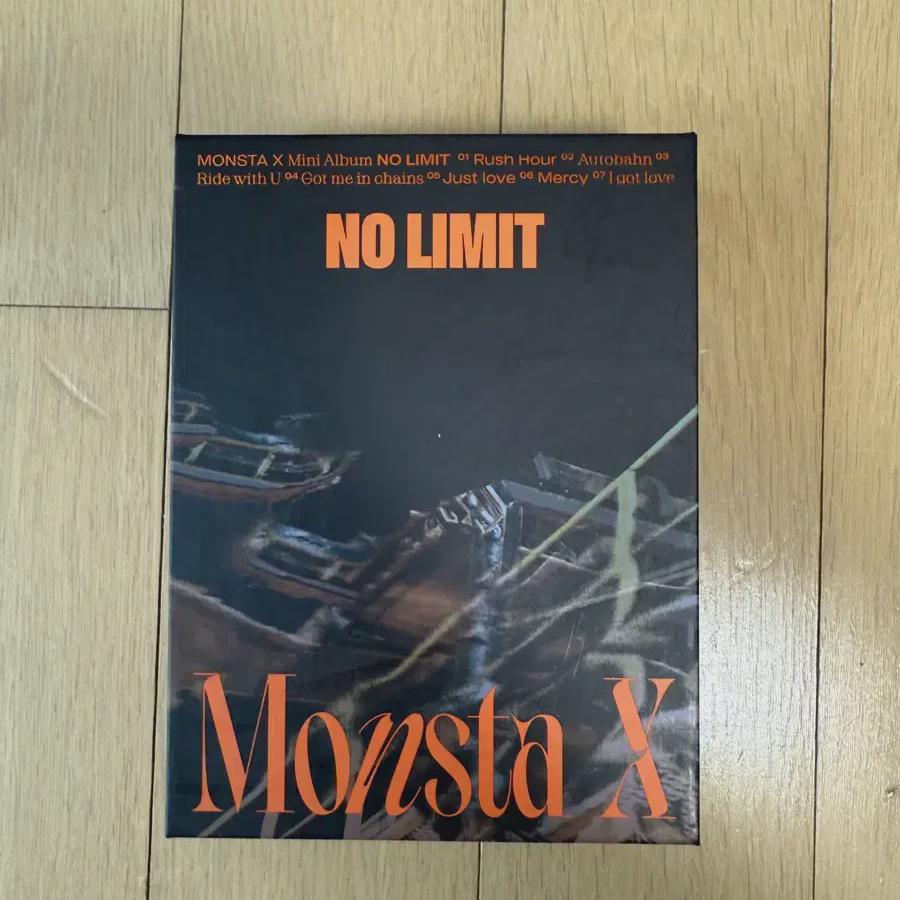 MONSTA X Mini Album NO LIMIT 01 Rush Hour 02 Autobahn 03
Ride with U 04 Got me in chains 05 Just love 06 Mercy 07 I got love
NO LIMIT
Monsta X